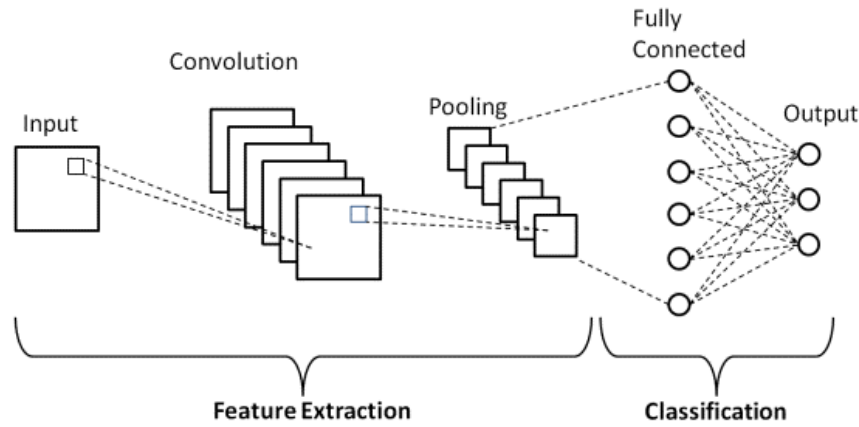 Input
Convolution
Pooling
Fully
Connected
Output
Feature Extraction
Classification